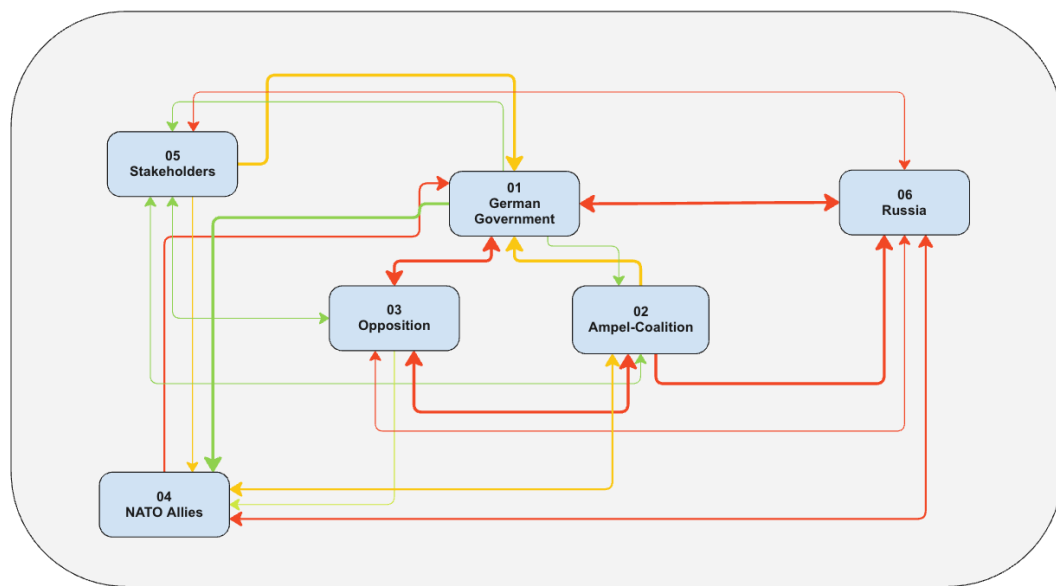 05
Stakeholders
01
German
Government
06
Russia
03
Opposition
02
Ampel-Coalition
04
NATO Allies